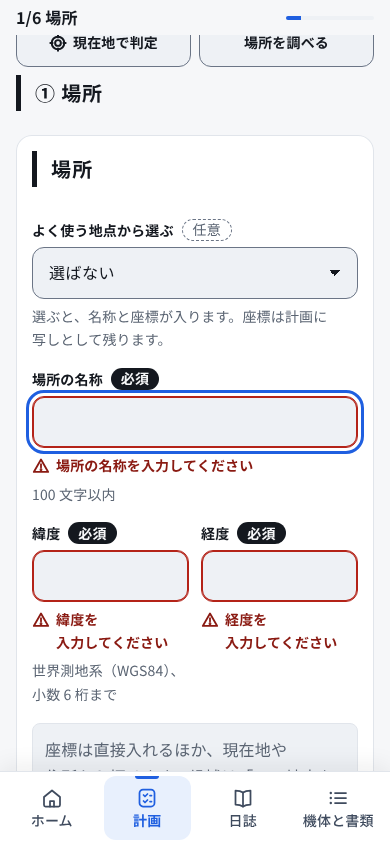 1/6 場所
現在地で判定
場所を調べる
① 場所
場所
よく使う地点から選ぶ 任意
選ばない
選ぶと、名称と座標が入ります。座標は計画に
写しとして残ります。
場所の名称 必須
場所の名称を入力してください
100 文字以内
緯度 必須
経度 必須
緯度を
入力してください
経度を
入力してください
世界測地系（WGS84）、
小数 6 桁まで
座標は直接入れるほか、現在地や
ホーム
計画
日誌
機体と書類